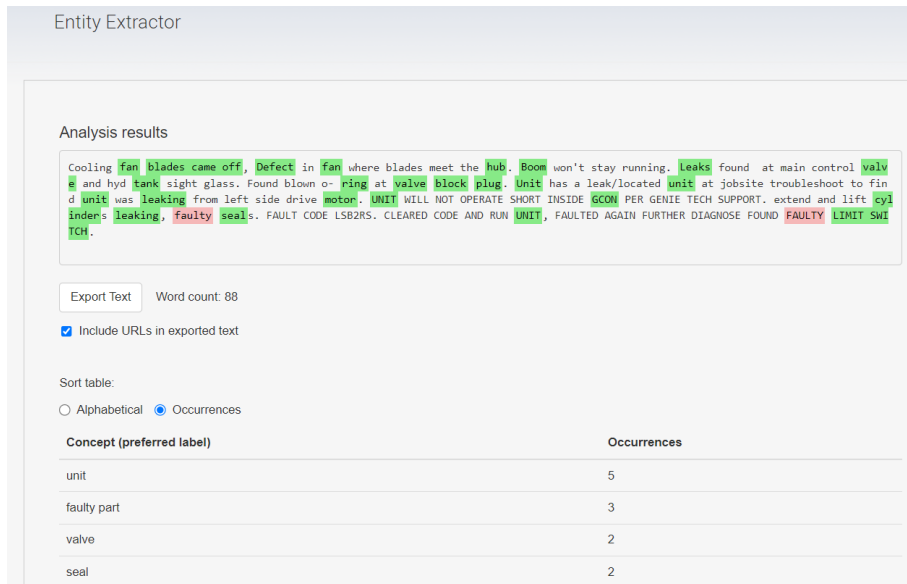 Entity Extractor
Analysis results
Cooling fan blades came off, Defect in fan where blades meet the hub. Boom won't stay running. Leaks found  at main control valv
e and hyd tank sight glass. Found blown o- ring at valve block plug. Unit has a leak/located unit at jobsite troubleshoot to fin
d unit was leaking from left side drive motor. UNIT WILL NOT OPERATE SHORT INSIDE GCON PER GENIE TECH SUPPORT. extend and lift cyl
inders leaking, faulty seals. FAULT CODE LSB2RS. CLEARED CODE AND RUN UNIT, FAULTED AGAIN FURTHER DIAGNOSE FOUND FAULTY LIMIT SWI
TCH.
Export Text Word count: 88
Include URLs in exported text
Sort table:
Alphabetical Occurrences
Concept (preferred label) Occurrences
unit 5
faulty part 3
valve 2
seal 2